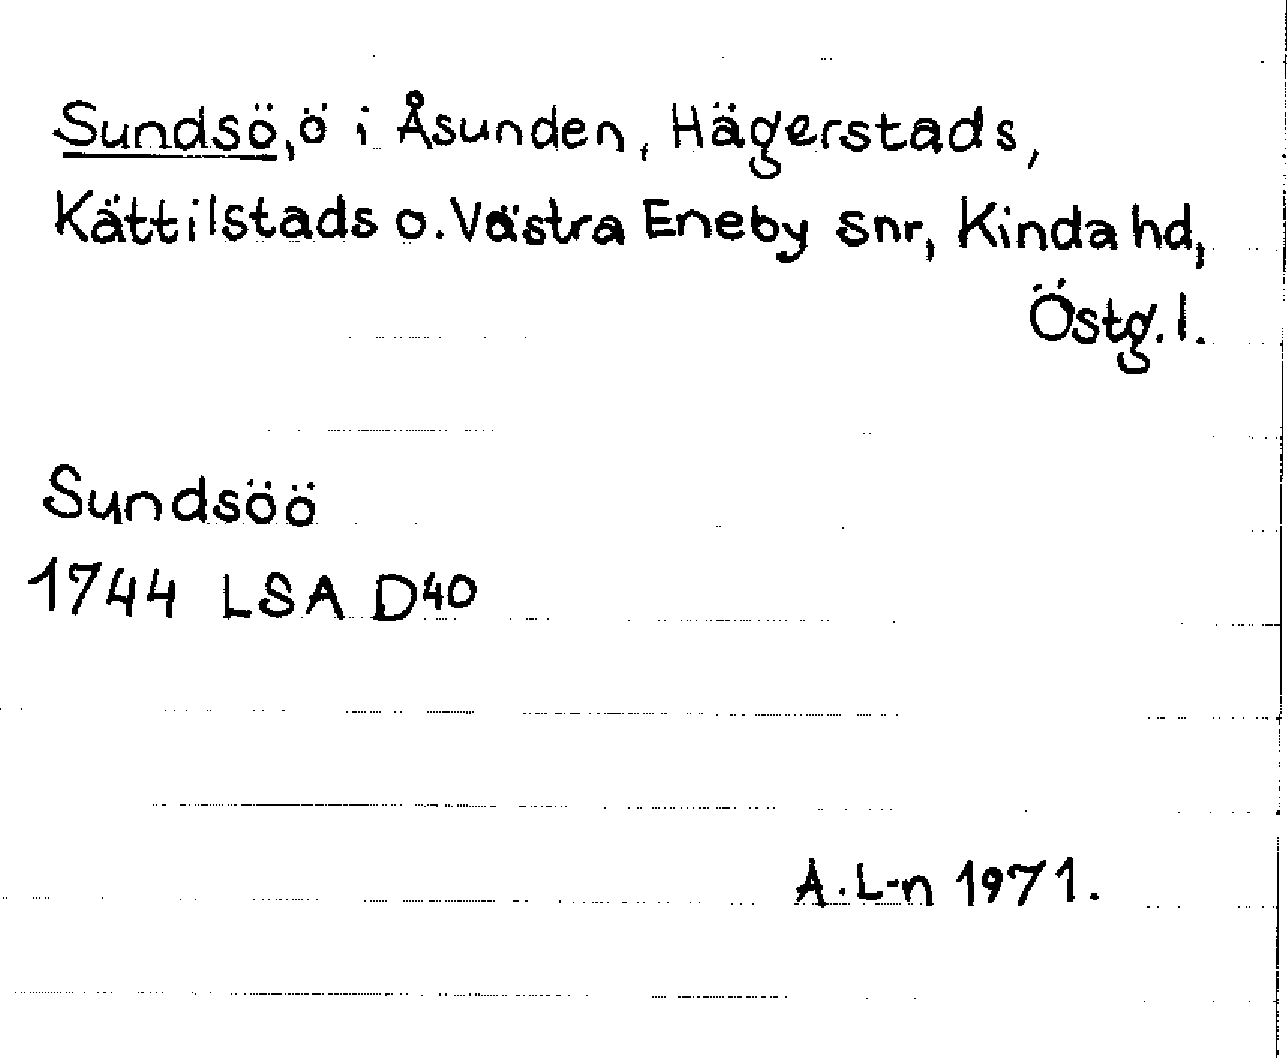 Sundsö, ö i Åsunden, Hägerstads,
Kättilstads o. Västra Eneby snr, Kinda hd,
Östg. l.
Sundsöö
1744 LSA D40
A. L-n 1971.